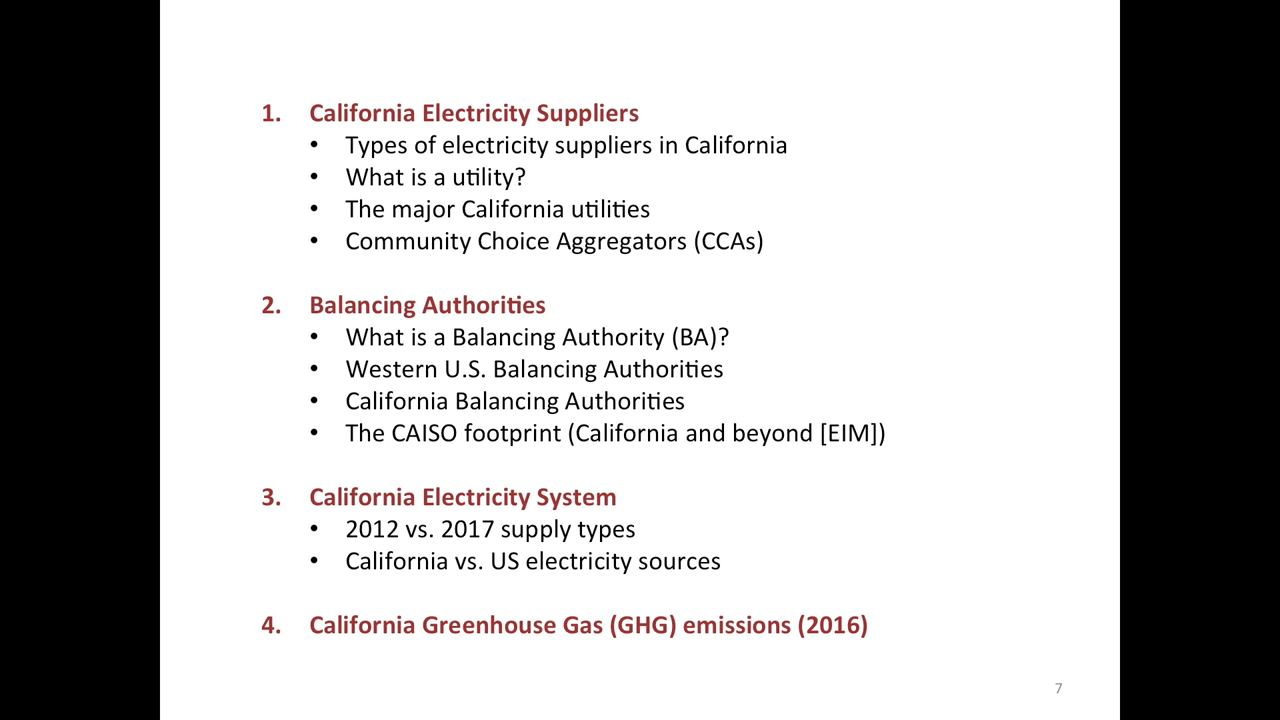 1. California Electricity Suppliers
• Types of electricity suppliers in California
• What is a utility?
• The major California utilities
• Community Choice Aggregators (CCAs)
2. Balancing Authorities
• What is a Balancing Authority (BA)?
• Western U.S. Balancing Authorities
• California Balancing Authorities
• The CAISO footprint (California and beyond [EIM])
3. California Electricity System
• 2012 vs. 2017 supply types
• California vs. US electricity sources
4. California Greenhouse Gas (GHG) emissions (2016)
7